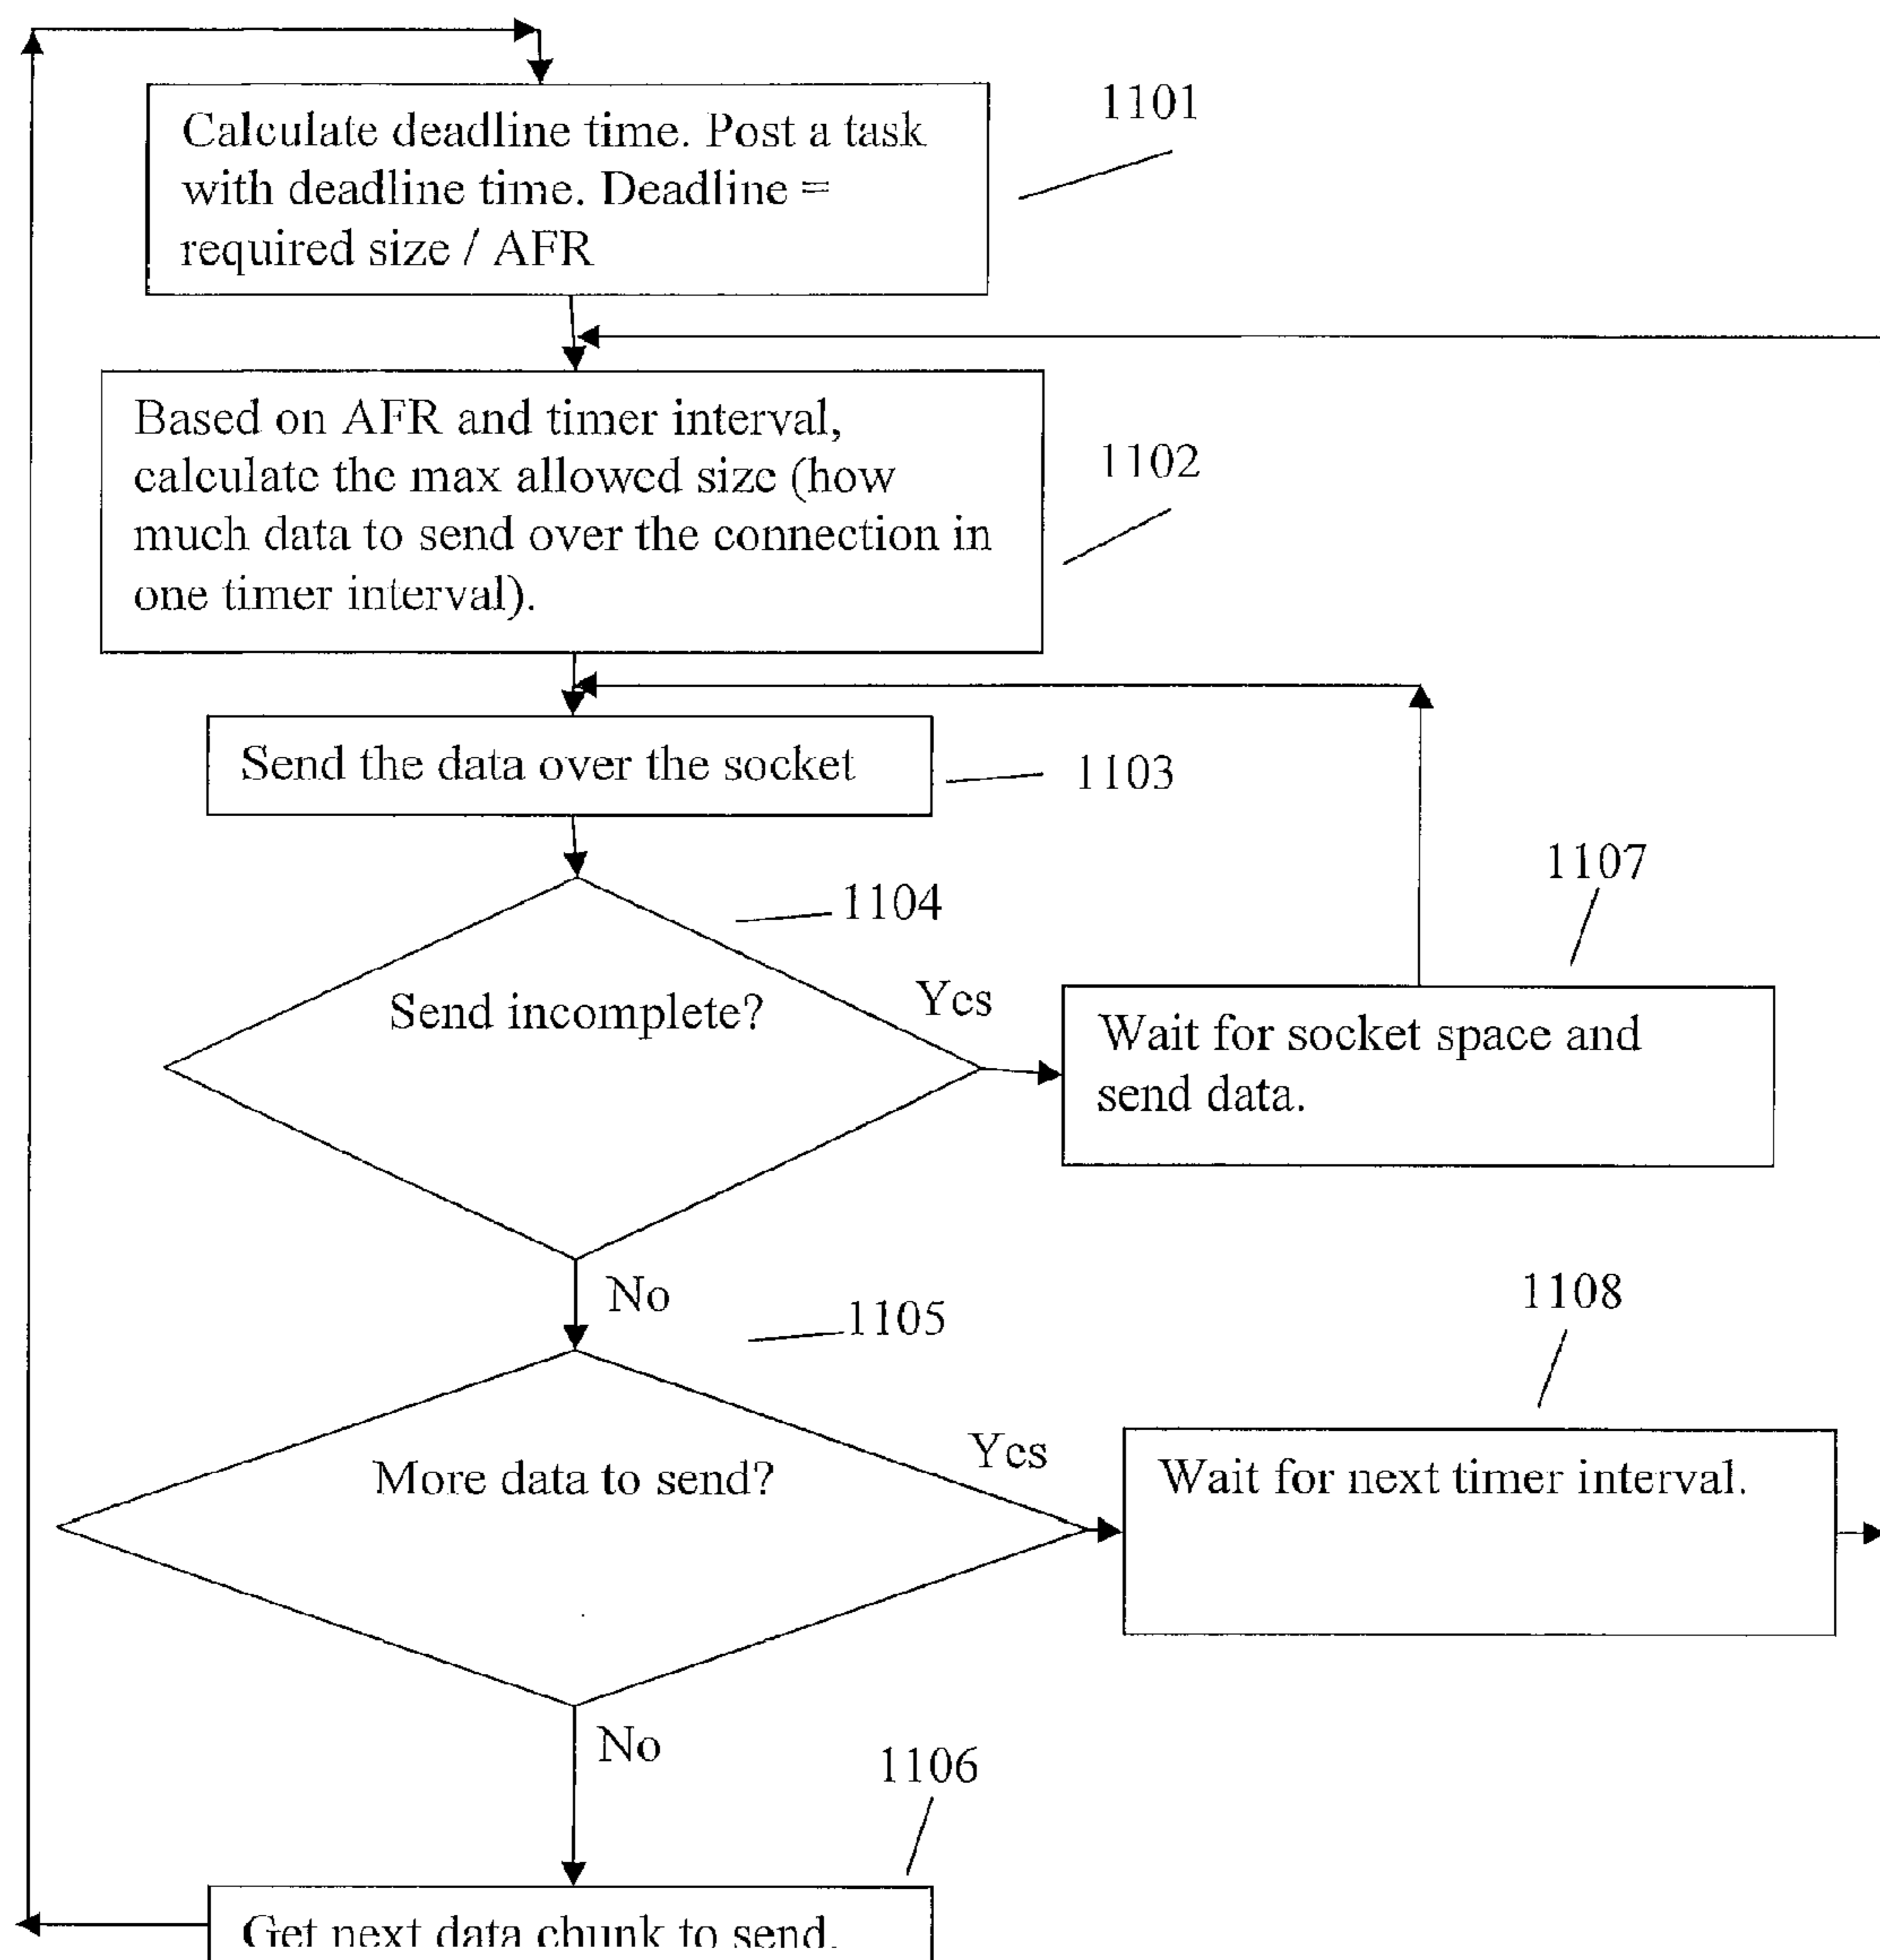 Calculate deadline time. Post a task
with deadline time. Deadline =
required size / AFR
1101
Based on AFR and timer interval,
calculate the max allowed size (how
much data to send over the connection in
one timer interval).
1102
Send the data over the socket
1103
1104
Send incomplete?
Yes
1107
Wait for socket space and
send data.
No
1105
More data to send?
Yes
1108
Wait for next timer interval.
No
1106
Get next data chunk to send.